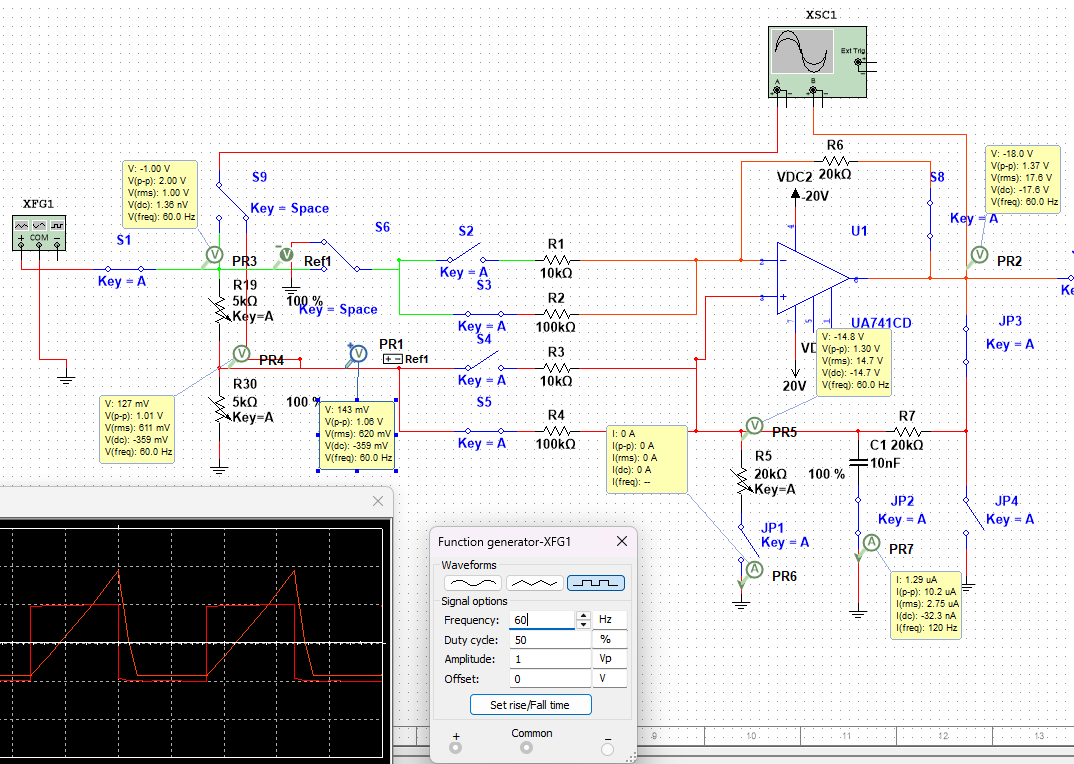 XSC1
Ext Trig
+
_
A
B
+ _
+ _
R6
20kΩ
VDC2
-20V
S8
Key = A
V: -18.0 V
V(p-p): 1.37 V
V(rms): 17.6 V
V(dc): -17.6 V
V(freq): 60.0 Hz
PR2
V: -1.00 V
V(p-p): 2.00 V
V(rms): 1.00 V
V(dc): 1.36 nV
V(freq): 60.0 Hz
S9
Key = Space
XFG1
+ COM −
S1
Key = A
V
PR3
V
Ref1
S6
Key = Space
S2
Key = A
R1
10kΩ
S3
Key = A
R2
100kΩ
S4
Key = A
R3
10kΩ
S5
Key = A
R4
100kΩ
U1
4
2
3
6
7
5
1
UA741CD
V
Ke
VD
20V
V: -14.8 V
V(p-p): 1.30 V
V(rms): 14.7 V
V(dc): -14.7 V
V(freq): 60.0 Hz
JP3
Key = A
R19
5kΩ
Key=A
100 %
V
PR4
V
PR1
+ -
Ref1
R30
5kΩ
Key=A
100 %
V: 127 mV
V(p-p): 1.01 V
V(rms): 611 mV
V(dc): -359 mV
V(freq): 60.0 Hz
V: 143 mV
V(p-p): 1.06 V
V(rms): 620 mV
V(dc): -359 mV
V(freq): 60.0 Hz
I: 0 A
I(p-p): 0 A
I(rms): 0 A
I(dc): 0 A
I(freq): --
V
PR5
R7
20kΩ
R5
20kΩ
Key=A
100 %
C1
10nF
JP1
Key = A
JP2
Key = A
JP4
Key = A
A
PR6
A
PR7
I: 1.29 uA
I(p-p): 10.2 uA
I(rms): 2.75 uA
I(dc): -32.3 nA
I(freq): 120 Hz
Function generator-XFG1
Waveforms
Signal options
Frequency: 60 Hz
Duty cycle: 50 %
Amplitude: 1 Vp
Offset: 0 V
Set rise/Fall time
+
Common
−
9
10
11
12
13